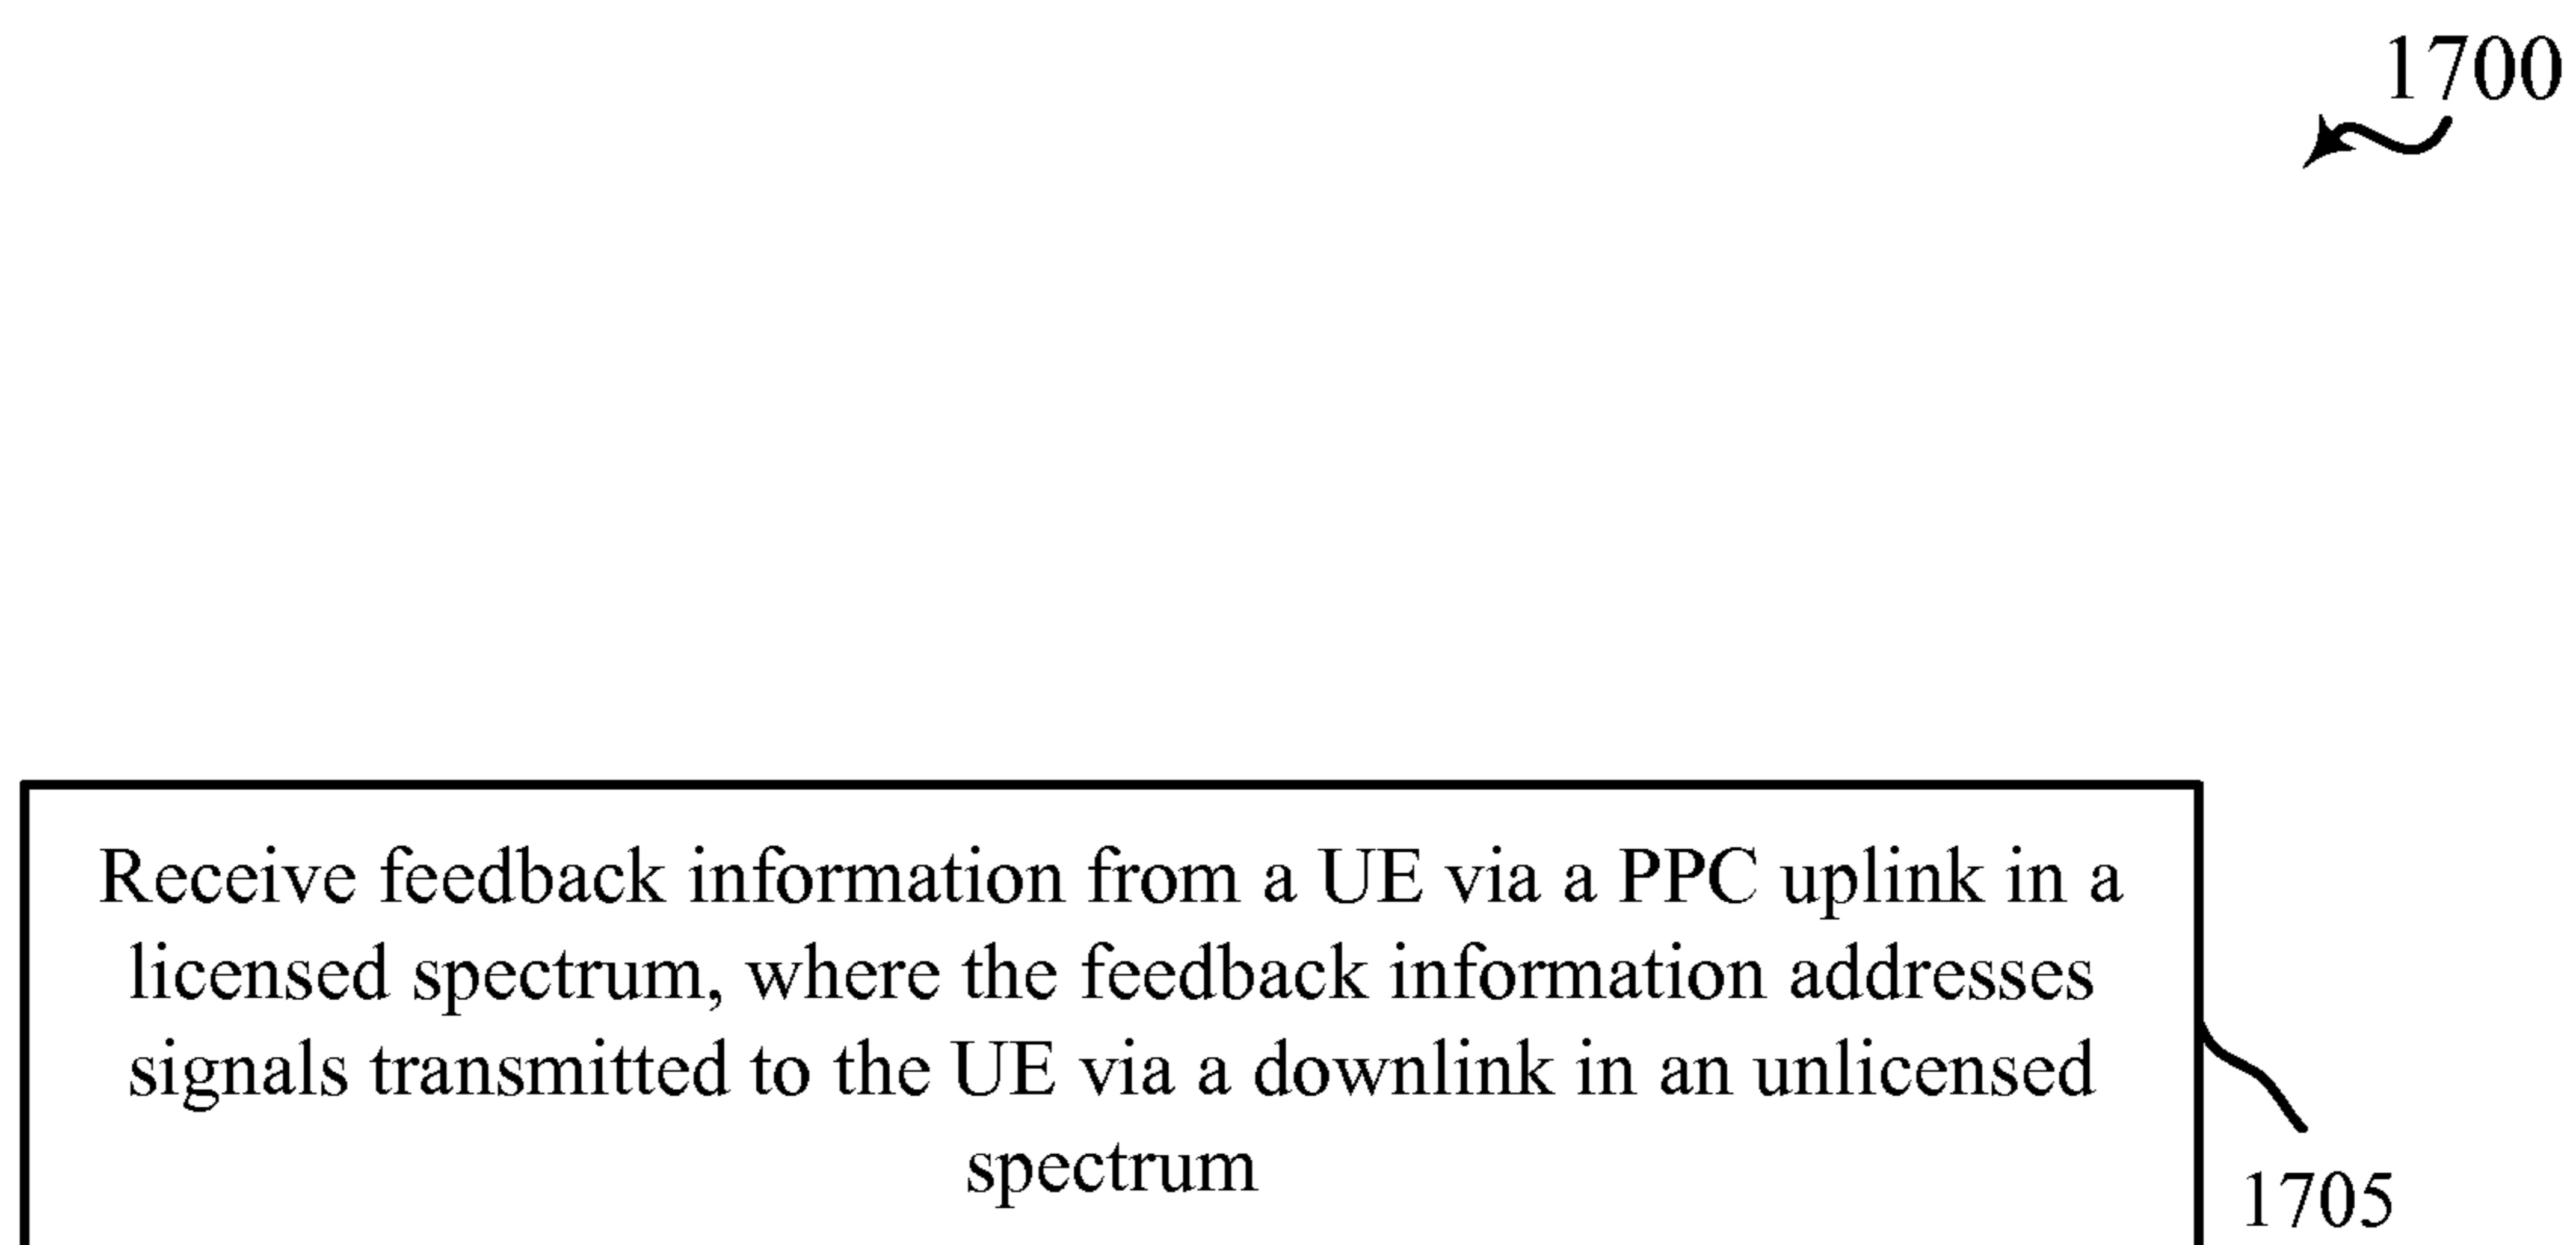 1700
Receive feedback information from a UE via a PPC uplink in a
licensed spectrum, where the feedback information addresses
signals transmitted to the UE via a downlink in an unlicensed
spectrum
1705